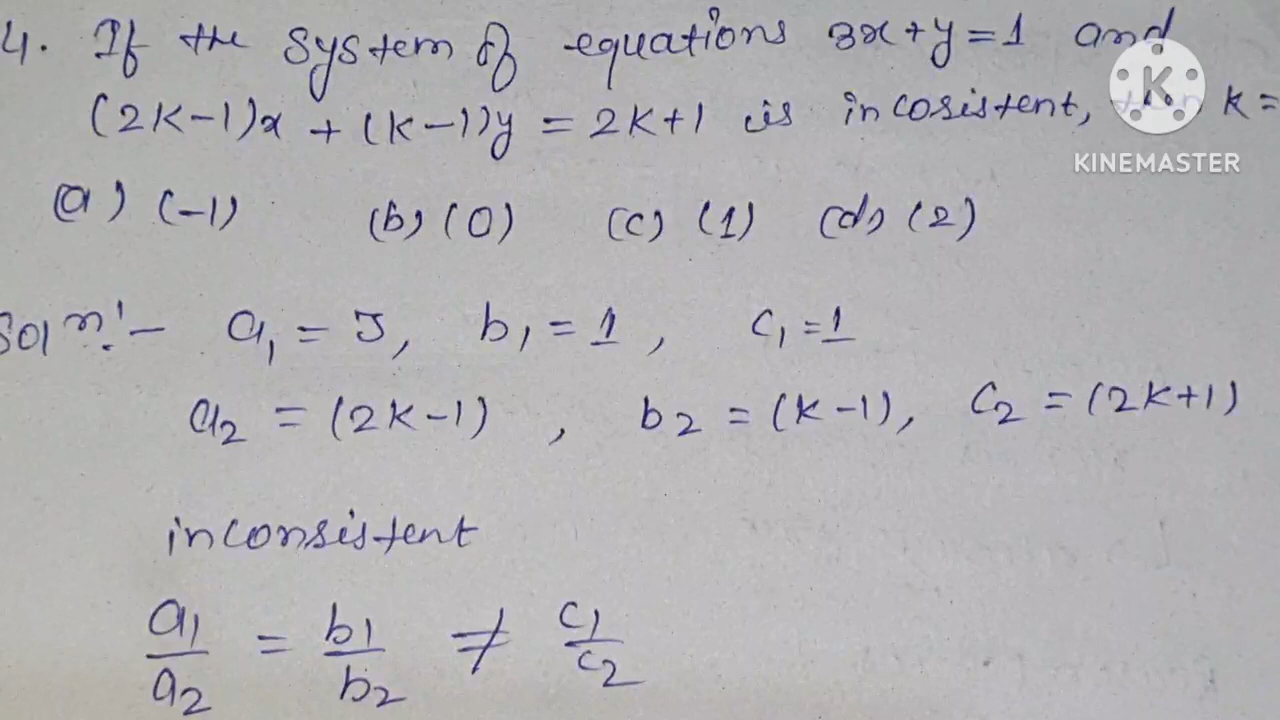 4. If the system of equations 3x+y=1 and
(2K-1)x + (K-1)y = 2K+1 is incosistent, K=
K
KINEMASTER
(a) (-1) (b) (0) (c) (1) (d) (2)
Soln:- a₁ = 3, b₁ = 1, c₁ = 1
a₂ = (2K-1), b₂ = (K-1), C₂ = (2K+1)
inconsistent
a₁/a₂ = b₁/b₂ ≠ c₁/c₂